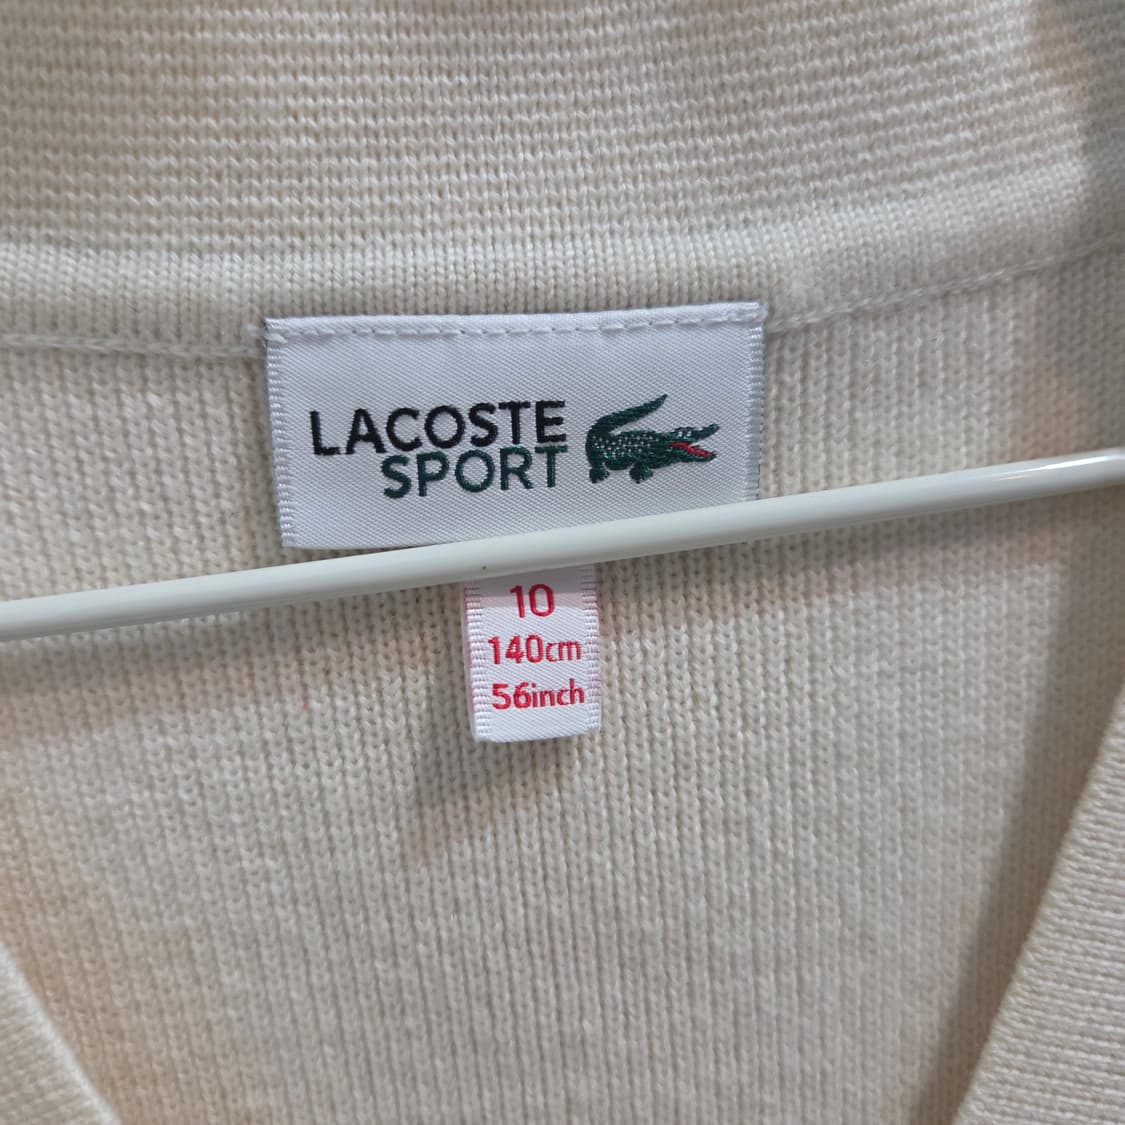 LACOSTE
SPORT
10
140cm
56inch